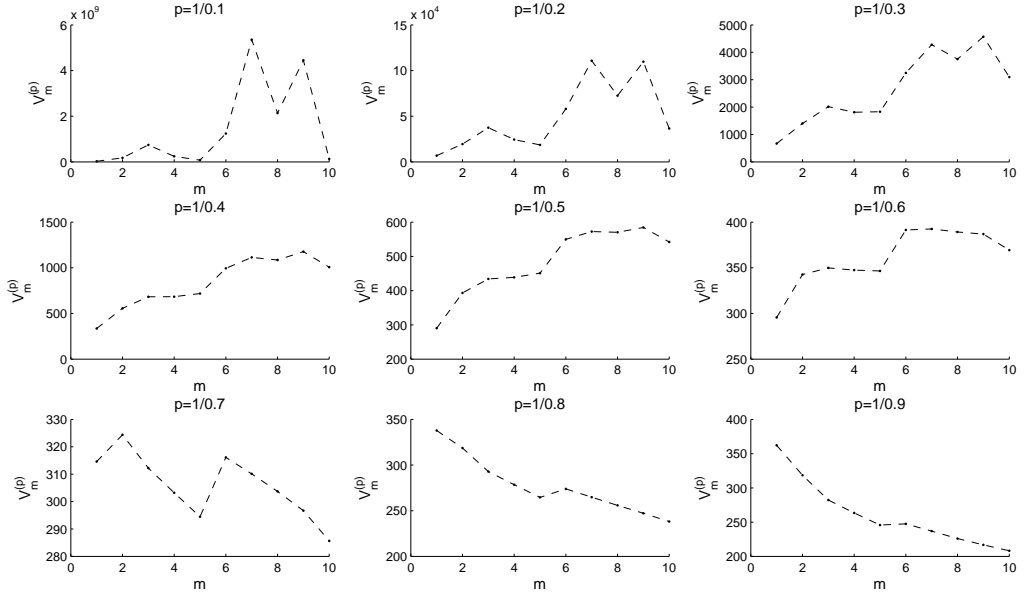 p=1/0.1
x 10^9
6
4
2
0
0 2 4 6 8 10
m
V_m^(p)
p=1/0.2
x 10^4
15
10
5
0
0 2 4 6 8 10
m
V_m^(p)
p=1/0.3
5000
4000
3000
2000
1000
0
0 2 4 6 8 10
m
V_m^(p)
p=1/0.4
1500
1000
500
0
0 2 4 6 8 10
m
V_m^(p)
p=1/0.5
600
500
400
300
200
0 2 4 6 8 10
m
V_m^(p)
p=1/0.6
400
350
300
250
0 2 4 6 8 10
m
V_m^(p)
p=1/0.7
330
320
310
300
290
280
0 2 4 6 8 10
m
V_m^(p)
p=1/0.8
350
300
250
200
0 2 4 6 8 10
m
V_m^(p)
p=1/0.9
400
350
300
250
200
0 2 4 6 8 10
m
V_m^(p)